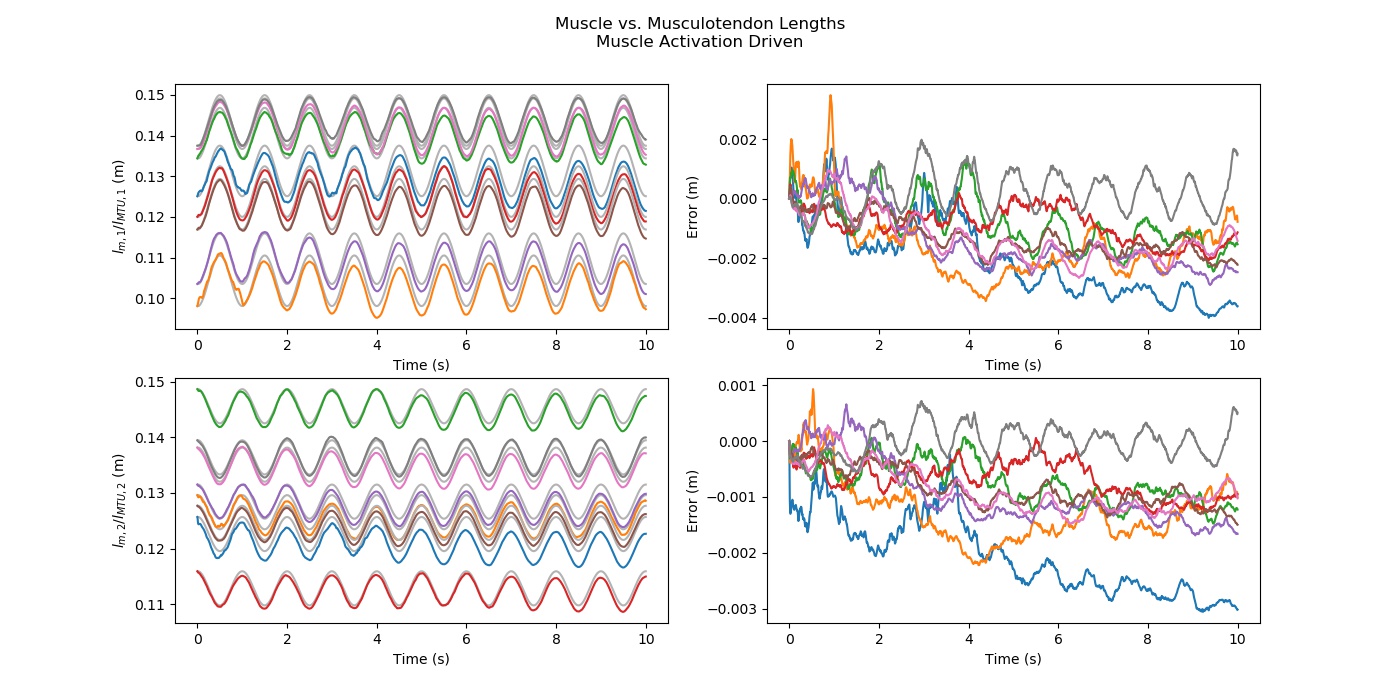 Muscle vs. Musculotendon Lengths
Muscle Activation Driven
l_{m,1}/l_{MTU,1} (m)
0.15
0.14
0.13
0.12
0.11
0.10
0 2 4 6 8 10
Time (s)
Error (m)
0.002
0.000
−0.002
−0.004
0 2 4 6 8 10
Time (s)
l_{m,2}/l_{MTU,2} (m)
0.15
0.14
0.13
0.12
0.11
0 2 4 6 8 10
Time (s)
Error (m)
0.001
0.000
−0.001
−0.002
−0.003
0 2 4 6 8 10
Time (s)